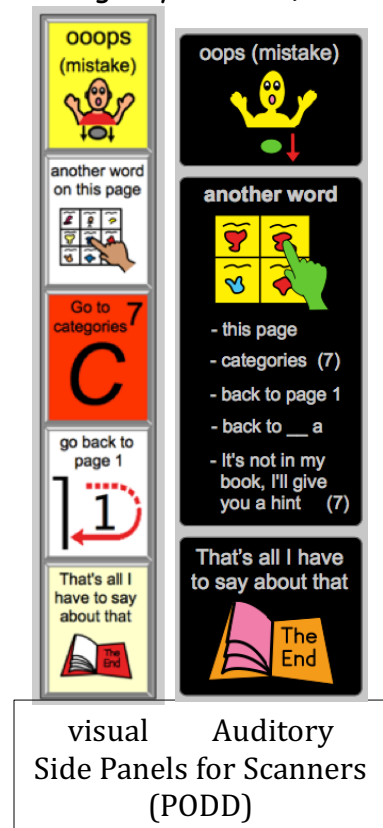 ooops
(mistake)
another word
on this page
Go to
categories 7
C
go back to
page 1
1
That's all I
have to say
about that
The
End
oops (mistake)
another word
- this page
- categories (7)
- back to page 1
- back to __ a
- It's not in my
book, I'll give
you a hint (7)
That's all I have
to say about that
The
End
visual Auditory
Side Panels for Scanners
(PODD)